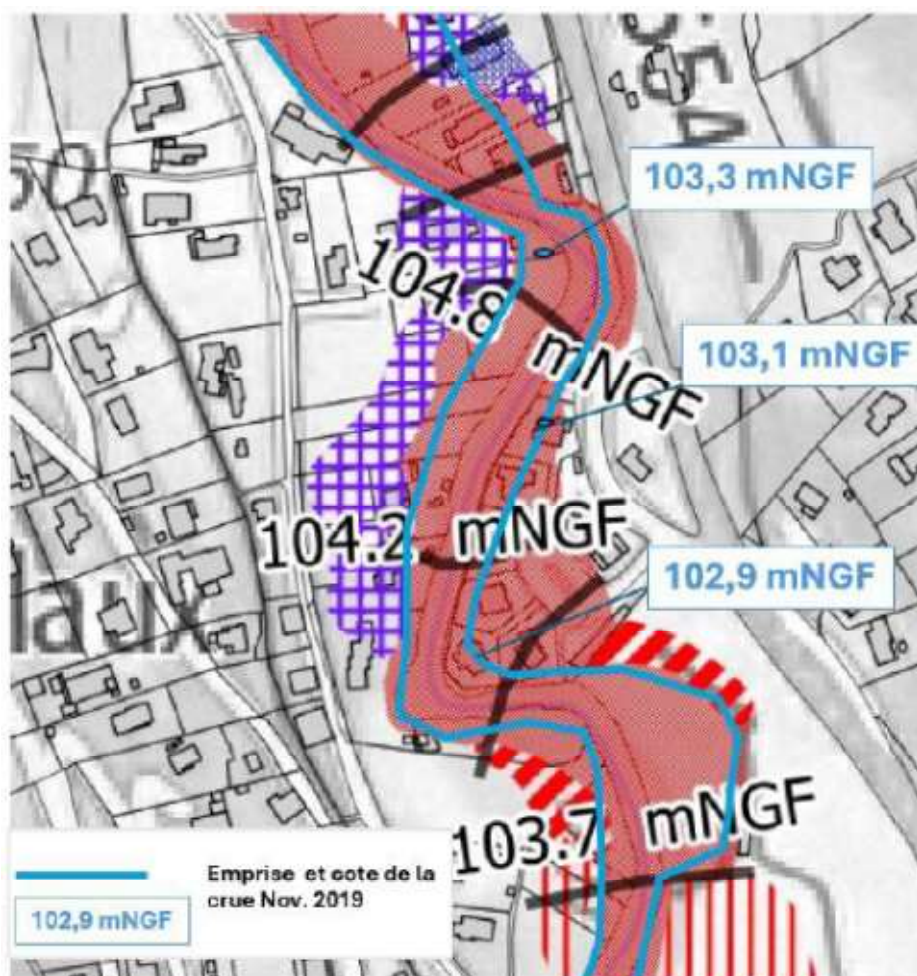 103,3 mNGF
104.8 mNGF
103,1 mNGF
104.2 mNGF
102,9 mNGF
laux
103.7 mNGF
Emprise et cote de la
crue Nov. 2019
102,9 mNGF